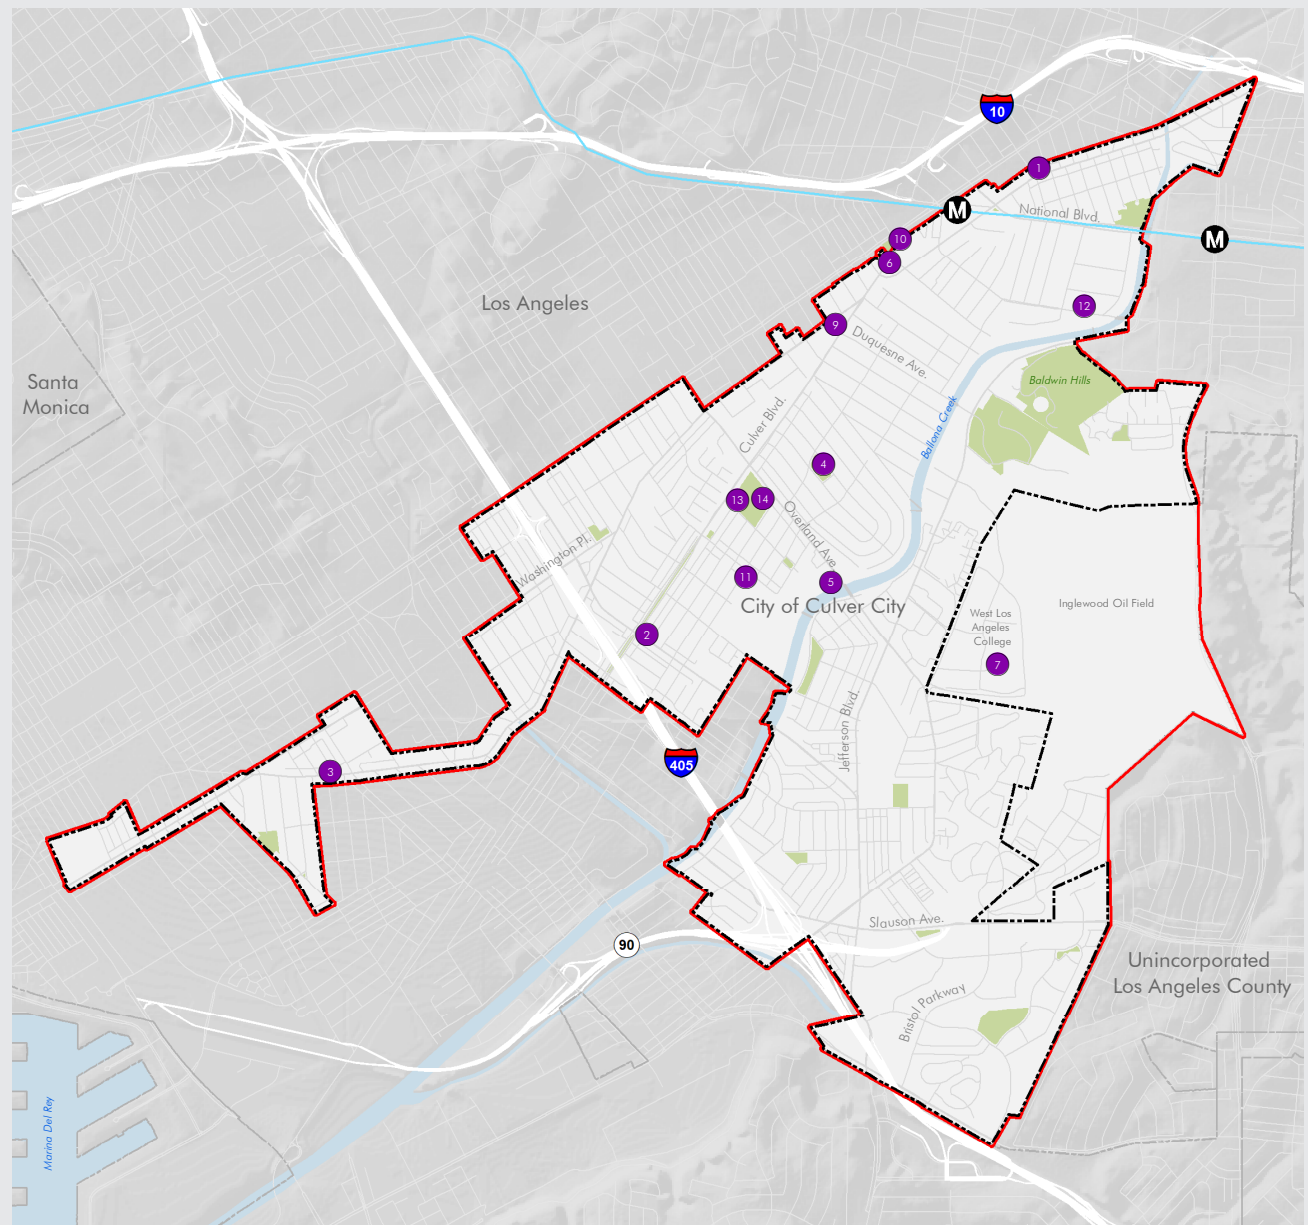 10
1
National Blvd.
M
10
M
6
Los Angeles
12
9
Duquesne Ave.
Santa
Monica
Baldwin Hills
Culver Blvd.
Ballona Creek
4
13
14
Overland Ave.
Washington Pl.
11
5
City of Culver City
Inglewood Oil Field
West Los
Angeles
College
2
7
Jefferson Blvd.
405
3
Slauson Ave.
90
Unincorporated
Los Angeles County
Bristol Parkway
Marina Del Rey